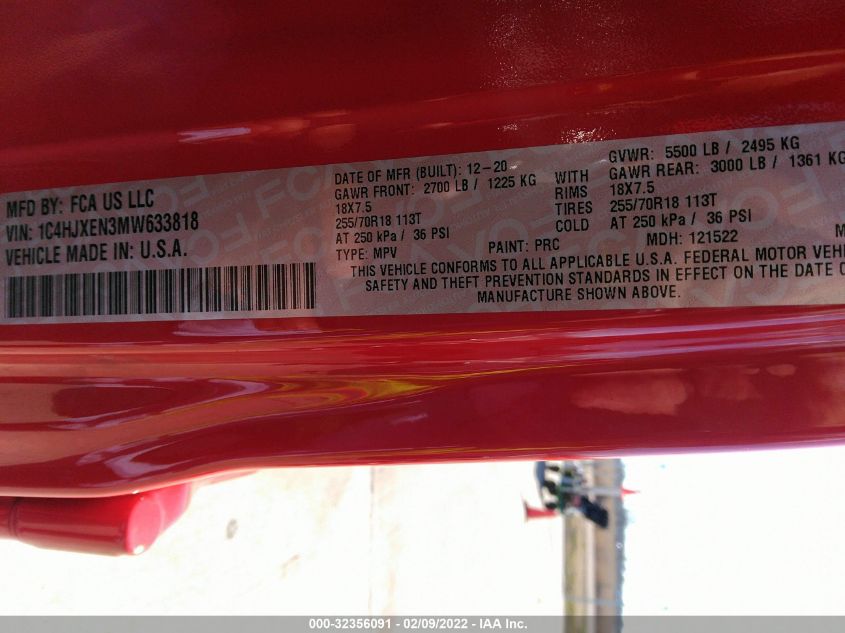 MFD BY: FCA US LLC
VIN: 1C4HJXEN3MW633818
VEHICLE MADE IN: U.S.A.
DATE OF MFR (BUILT): 12-20
GAWR FRONT: 2700 LB / 1225 KG
18X7.5
255/70R18 113T
AT 250 kPa / 36 PSI
TYPE: MPV
WITH
RIMS
TIRES
COLD
GVWR: 5500 LB / 2495 KG
GAWR REAR: 3000 LB / 1361 KG
18X7.5
255/70R18 113T
AT 250 kPa / 36 PSI
PAINT: PRC
MDH: 121522
THIS VEHICLE CONFORMS TO ALL APPLICABLE U.S.A. FEDERAL MOTOR
SAFETY AND THEFT PREVENTION STANDARDS IN EFFECT ON THE DATE
MANUFACTURE SHOWN ABOVE.
000-32356091 - 02/09/2022 - IAA Inc.